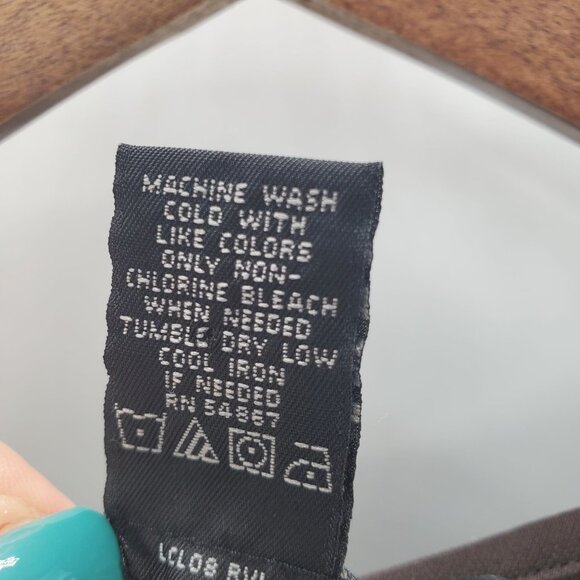 MACHINE WASH
COLD WITH
LIKE COLORS
ONLY NON-
CHLORINE BLEACH
WHEN NEEDED
TUMBLE DRY LOW
COOL IRON
IF NEEDED
RN 54867
LCL08